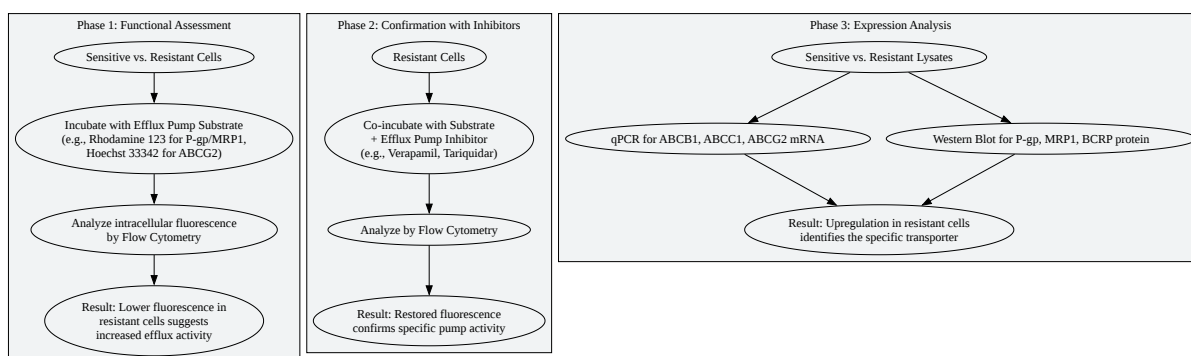 Phase 1: Functional Assessment
Sensitive vs. Resistant Cells
Incubate with Efflux Pump Substrate
(e.g., Rhodamine 123 for P-gp/MRP1,
Hoechst 33342 for ABCG2)
Analyze intracellular fluorescence
by Flow Cytometry
Result: Lower fluorescence in
resistant cells suggests
increased efflux activity
Phase 2: Confirmation with Inhibitors
Resistant Cells
Co-incubate with Substrate
+ Efflux Pump Inhibitor
(e.g., Verapamil, Tariquidar)
Analyze by Flow Cytometry
Result: Restored fluorescence
confirms specific pump activity
Phase 3: Expression Analysis
Sensitive vs. Resistant Lysates
qPCR for ABCB1, ABCC1, ABCG2 mRNA
Western Blot for P-gp, MRP1, BCRP protein
Result: Upregulation in resistant cells
identifies the specific transporter